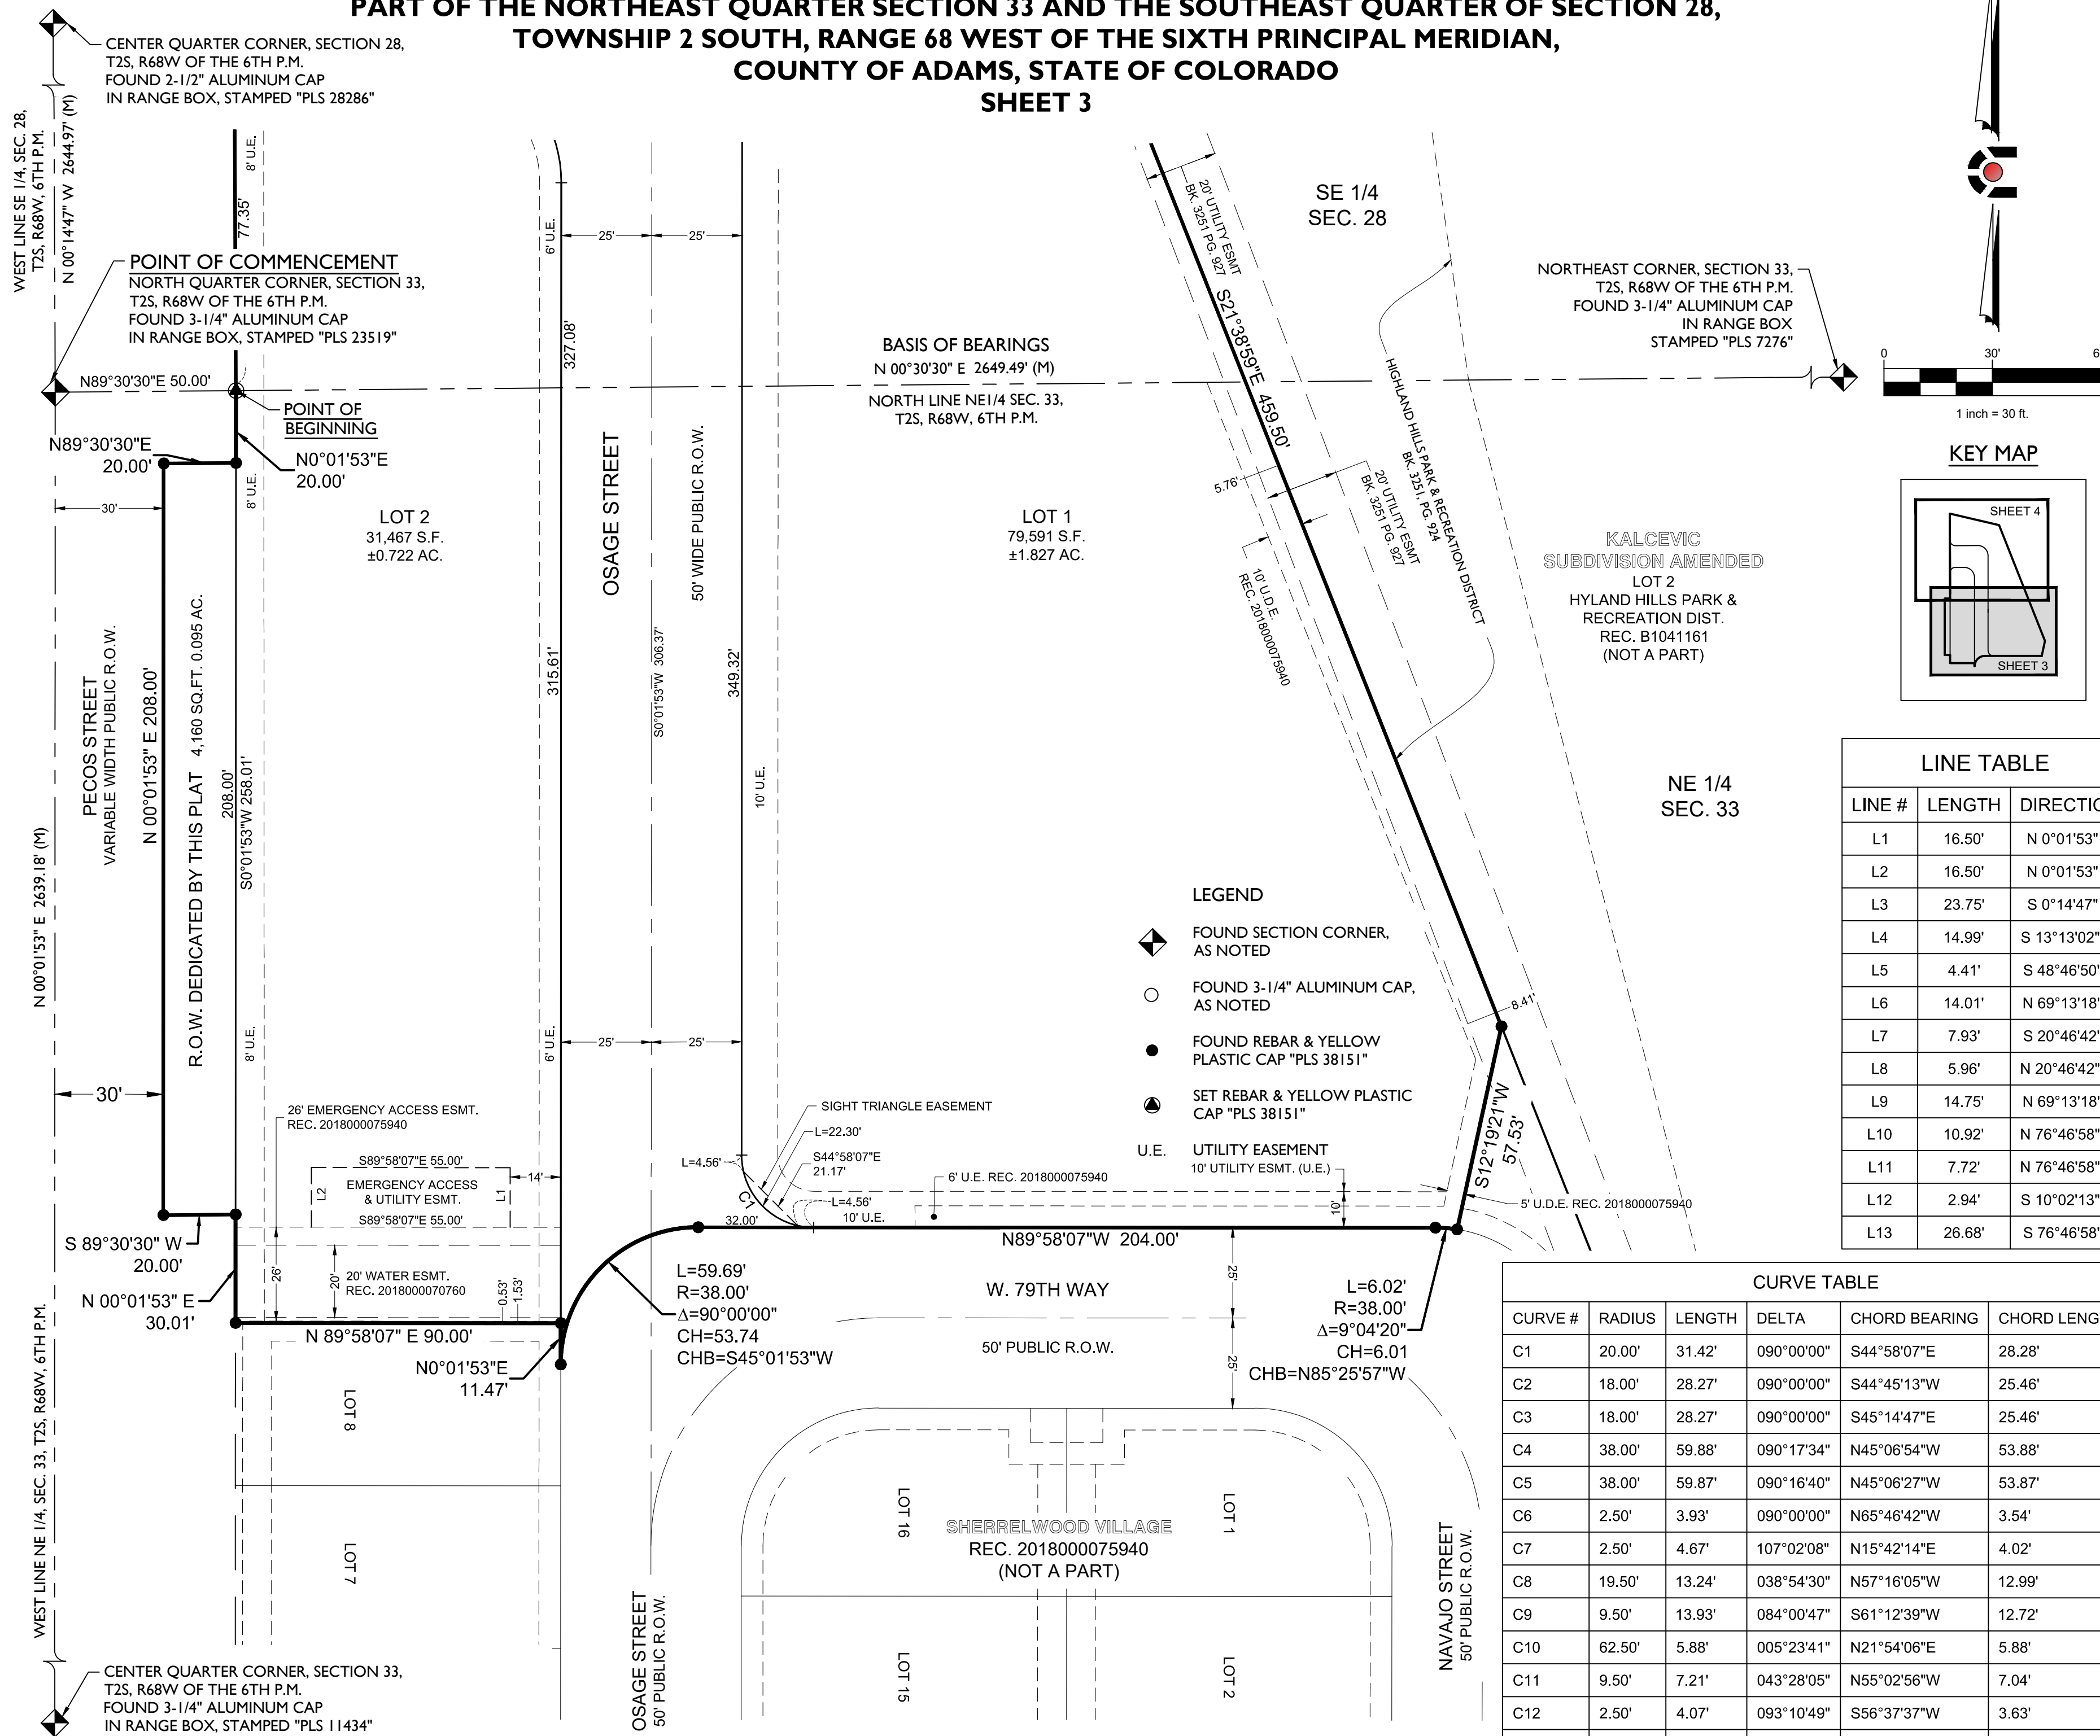 PART OF THE NORTHEAST QUARTER SECTION 33 AND THE SOUTHEAST QUARTER OF SECTION 28,
TOWNSHIP 2 SOUTH, RANGE 68 WEST OF THE SIXTH PRINCIPAL MERIDIAN,
COUNTY OF ADAMS, STATE OF COLORADO
SHEET 3
CENTER QUARTER CORNER, SECTION 28,
T2S, R68W OF THE 6TH P.M.
FOUND 2-1/2" ALUMINUM CAP
IN RANGE BOX, STAMPED "PLS 28286"
WEST LINE SE 1/4, SEC. 28,
T2S, R68W, 6TH P.M.
N 00°14'47" W 2644.97' (M)
8' U.E.
77.35'
POINT OF COMMENCEMENT
NORTH QUARTER CORNER, SECTION 33,
T2S, R68W OF THE 6TH P.M.
FOUND 3-1/4" ALUMINUM CAP
IN RANGE BOX, STAMPED "PLS 23519"
N89°30'30"E 50.00'
POINT OF
BEGINNING
N89°30'30"E
20.00'
N0°01'53"E
20.00'
30'
8' U.E.
LOT 2
31,467 S.F.
±0.722 AC.
6' U.E.
327.08'
25'
25'
OSAGE STREET
50' WIDE PUBLIC R.O.W.
BASIS OF BEARINGS
N 00°30'30" E 2649.49' (M)
NORTH LINE NE1/4 SEC. 33,
T2S, R68W, 6TH P.M.
LOT 1
79,591 S.F.
±1.827 AC.
20' UTILITY ESMT
BK. 3251 PG. 927
S21°38'59"E 459.50'
SE 1/4
SEC. 28
HIGHLAND HILLS PARK & RECREATION DISTRICT
BK. 3251, PG. 924
5.76'
20' UTILITY ESMT
BK. 3251 PG. 927
10' U.D.E.
REC. 2018000075940
NORTHEAST CORNER, SECTION 33,
T2S, R68W OF THE 6TH P.M.
FOUND 3-1/4" ALUMINUM CAP
IN RANGE BOX
STAMPED "PLS 7276"
0 30' 6
1 inch = 30 ft.
KEY MAP
SHEET 4
SHEET 3
KALCEVIC
SUBDIVISION AMENDED
LOT 2
HYLAND HILLS PARK &
RECREATION DIST.
REC. B1041161
(NOT A PART)
NE 1/4
SEC. 33
PECOS STREET
VARIABLE WIDTH PUBLIC R.O.W.
N 00°01'53" E 208.00'
R.O.W. DEDICATED BY THIS PLAT 4,160 SQ.FT. 0.095 AC.
208.00'
S0°01'53"W 258.01'
315.61'
S0°01'53"W 306.37'
349.32'
10' U.E.
N 00°01'53" E 2639.18' (M)
8' U.E.
6' U.E.
25'
25'
30'
LEGEND
FOUND SECTION CORNER,
AS NOTED
FOUND 3-1/4" ALUMINUM CAP,
AS NOTED
FOUND REBAR & YELLOW
PLASTIC CAP "PLS 38151"
SET REBAR & YELLOW PLASTIC
CAP "PLS 38151"
U.E. UTILITY EASEMENT
10' UTILITY ESMT. (U.E.)
8.41'
S12°19'21"W
57.53'
5' U.D.E. REC. 2018000075940
26' EMERGENCY ACCESS ESMT.
REC. 2018000075940
S89°58'07"E 55.00'
L2
EMERGENCY ACCESS
& UTILITY ESMT.
L1
14'
S89°58'07"E 55.00'
SIGHT TRIANGLE EASEMENT
L=22.30'
S44°58'07"E
21.17'
L=4.56'
C1
L=4.56
32.00'
10' U.E.
6' U.E. REC. 2018000075940
10'
S 89°30'30" W
20.00'
N 00°01'53" E
30.01'
26'
20'
20' WATER ESMT.
REC. 2018000070760
0.53'
1.53'
N 89°58'07" E 90.00'
N0°01'53"E
11.47'
L=59.69'
R=38.00'
Δ=90°00'00"
CH=53.74
CHB=S45°01'53"W
N89°58'07"W 204.00'
W. 79TH WAY
50' PUBLIC R.O.W.
25'
25'
L=6.02'
R=38.00'
Δ=9°04'20"
CH=6.01
CHB=N85°25'57"W
LOT 8
LOT 7
LOT 16
LOT 15
LOT 1
LOT 2
SHERRELWOOD VILLAGE
REC. 2018000075940
(NOT A PART)
OSAGE STREET
50' PUBLIC R.O.W.
NAVAJO STREET
50' PUBLIC R.O.W.
WEST LINE NE 1/4, SEC. 33, T2S, R68W, 6TH P.M.
CENTER QUARTER CORNER, SECTION 33,
T2S, R68W OF THE 6TH P.M.
FOUND 3-1/4" ALUMINUM CAP
IN RANGE BOX, STAMPED "PLS 11434"
LINE TABLE
LINE # LENGTH DIRECTIO
L1 16.50' N 0°01'53"
L2 16.50' N 0°01'53"
L3 23.75' S 0°14'47"
L4 14.99' S 13°13'02"
L5 4.41' S 48°46'50"
L6 14.01' N 69°13'18"
L7 7.93' S 20°46'42"
L8 5.96' N 20°46'42"
L9 14.75' N 69°13'18"
L10 10.92' N 76°46'58"
L11 7.72' N 76°46'58"
L12 2.94' S 10°02'13"
L13 26.68' S 76°46'58"
CURVE TABLE
CURVE # RADIUS LENGTH DELTA CHORD BEARING CHORD LENG
C1 20.00' 31.42' 090°00'00" S44°58'07"E 28.28'
C2 18.00' 28.27' 090°00'00" S44°45'13"W 25.46'
C3 18.00' 28.27' 090°00'00" S45°14'47"E 25.46'
C4 38.00' 59.88' 090°17'34" N45°06'54"W 53.88'
C5 38.00' 59.87' 090°16'40" N45°06'27"W 53.87'
C6 2.50' 3.93' 090°00'00" N65°46'42"W 3.54'
C7 2.50' 4.67' 107°02'08" N15°42'14"E 4.02'
C8 19.50' 13.24' 038°54'30" N57°16'05"W 12.99'
C9 9.50' 13.93' 084°00'47" S61°12'39"W 12.72'
C10 62.50' 5.88' 005°23'41" N21°54'06"E 5.88'
C11 9.50' 7.21' 043°28'05" N55°02'56"W 7.04'
C12 2.50' 4.07' 093°10'49" S56°37'37"W 3.63'